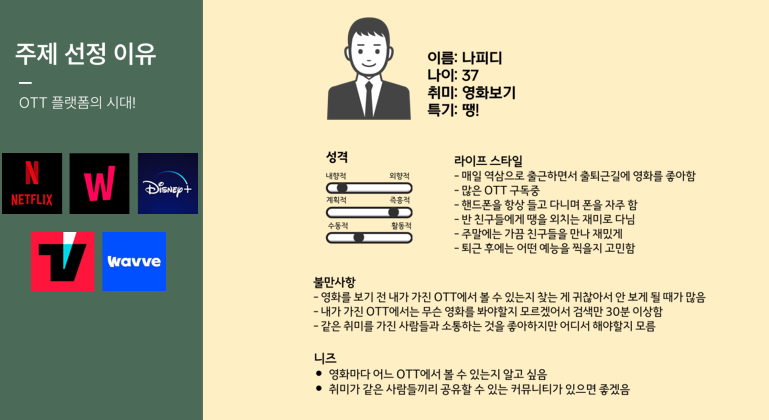 주제 선정 이유
OTT 플랫폼의 시대!
N
NETFLIX
W
Disney+
TV
wavve
이름: 나피디
나이: 37
취미: 영화보기
특기: 땡!
성격
내향적 외향적
계획적 즉흥적
수동적 활동적
라이프 스타일
- 매일 역삼으로 출근하면서 출퇴근길에 영화를 좋아함
- 많은 OTT 구독중
- 핸드폰을 항상 들고 다니며 폰을 자주 함
- 반 친구들에게 땡을 외치는 재미로 다님
- 주말에는 가끔 친구들을 만나 재밌게
- 퇴근 후에는 어떤 예능을 찍을지 고민함
불만사항
- 영화를 보기 전 내가 가진 OTT에서 볼 수 있는지 찾는 게 귀찮아서 안 보게 될 때가 많음
- 내가 가진 OTT에서는 무슨 영화를 봐야할지 모르겠어서 검색만 30분 이상함
- 같은 취미를 가진 사람들과 소통하는 것을 좋아하지만 어디서 해야할지 모름
니즈
● 영화마다 어느 OTT에서 볼 수 있는지 알고 싶음
● 취미가 같은 사람들끼리 공유할 수 있는 커뮤니티가 있으면 좋겠음